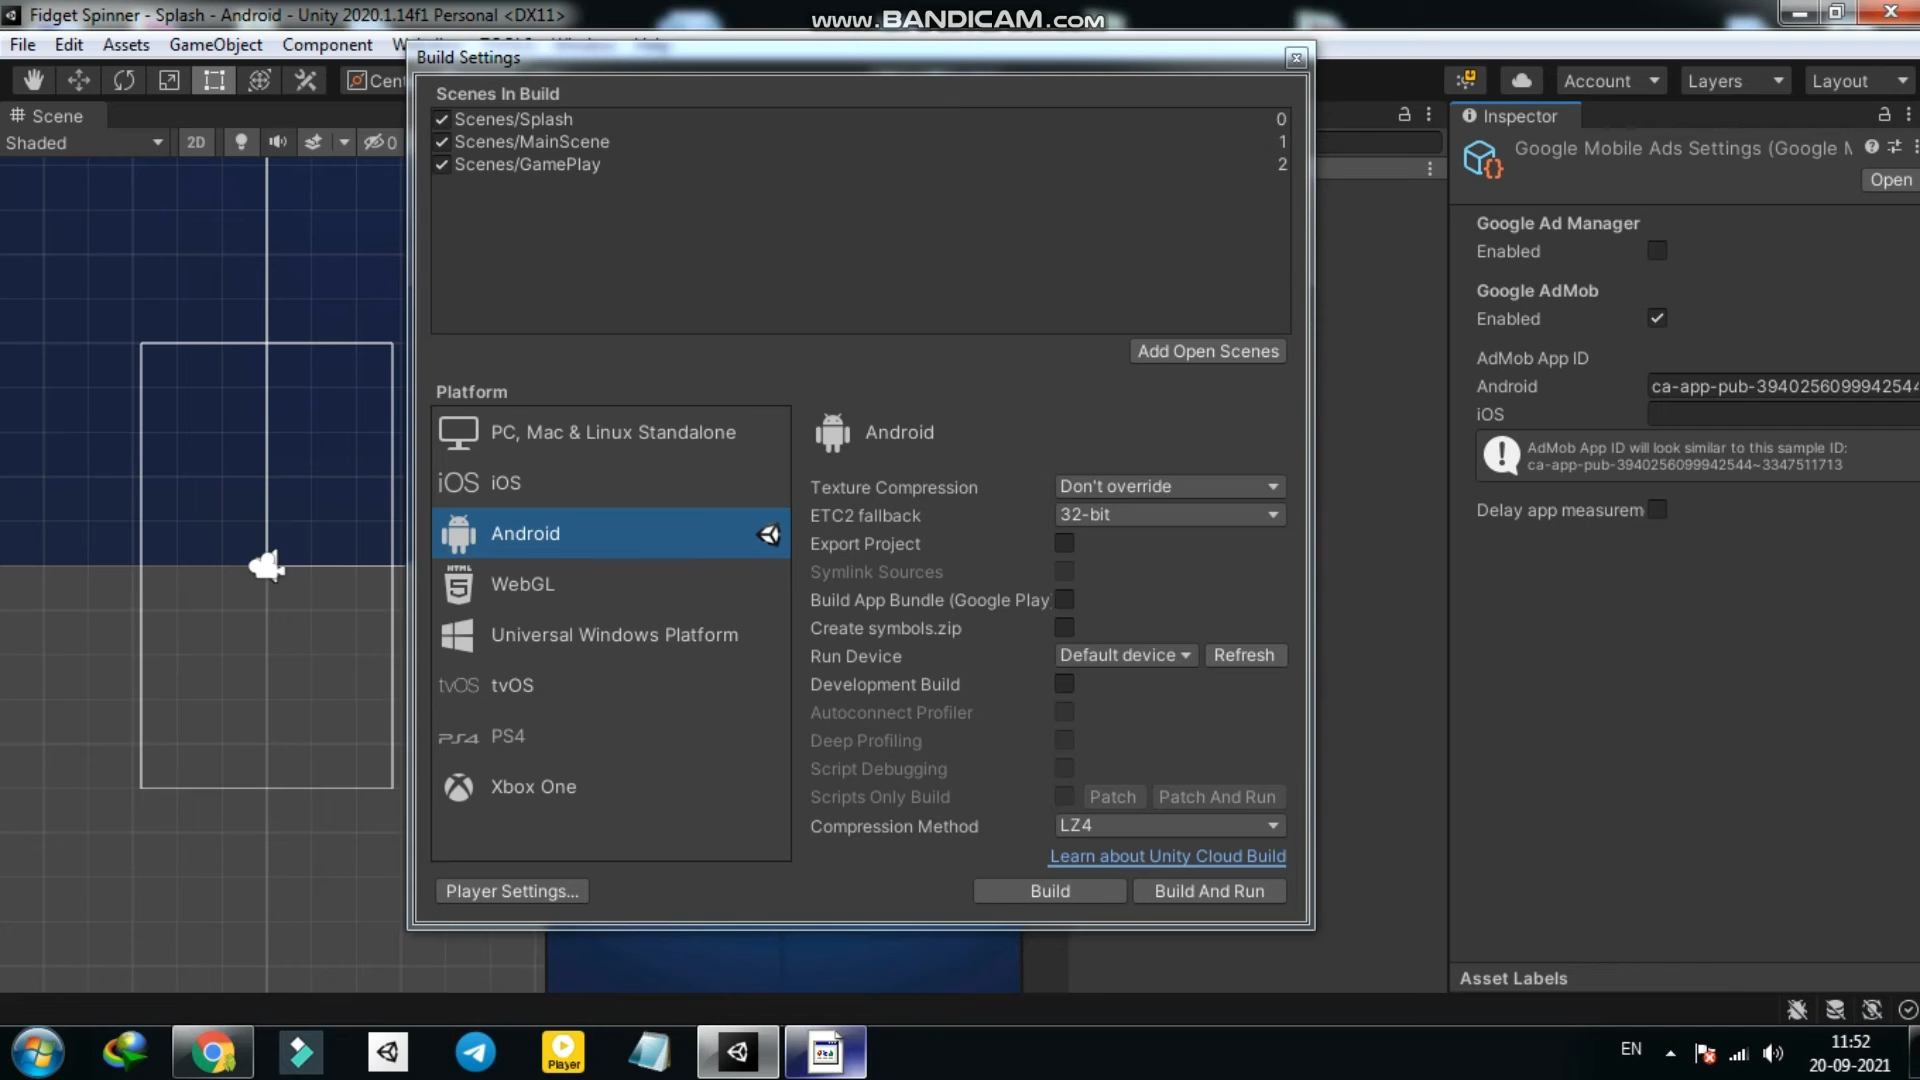 Fidget Spinner - Splash - Android - Unity 2020.1.14f1 Personal <DX11>
www.BANDICAM.com
File Edit Assets GameObject Component
Build Settings
Cent
Account
Layers
Layout
Scene
Shaded
2D
0
Scenes In Build
Scenes/Splash 0
Scenes/MainScene 1
Scenes/GamePlay 2
Add Open Scenes
Platform
PC, Mac & Linux Standalone
iOS iOS
Android
HTML
5
WebGL
Universal Windows Platform
tvOS tvOS
PS4 PS4
Xbox One
Player Settings...
Android
Texture Compression Don't override
ETC2 fallback 32-bit
Export Project
Symlink Sources
Build App Bundle (Google Play)
Create symbols.zip
Run Device Default device Refresh
Development Build
Autoconnect Profiler
Deep Profiling
Script Debugging
Scripts Only Build Patch Patch And Run
Compression Method LZ4
Learn about Unity Cloud Build
Build Build And Run
Inspector
Google Mobile Ads Settings (Google M
Open
Google Ad Manager
Enabled
Google AdMob
Enabled
AdMob App ID
Android ca-app-pub-3940256099942544
iOS
AdMob App ID will look similar to this sample ID:
ca-app-pub-3940256099942544~3347511713
Delay app measurem
Asset Labels
Player
EN
11:52
20-09-2021